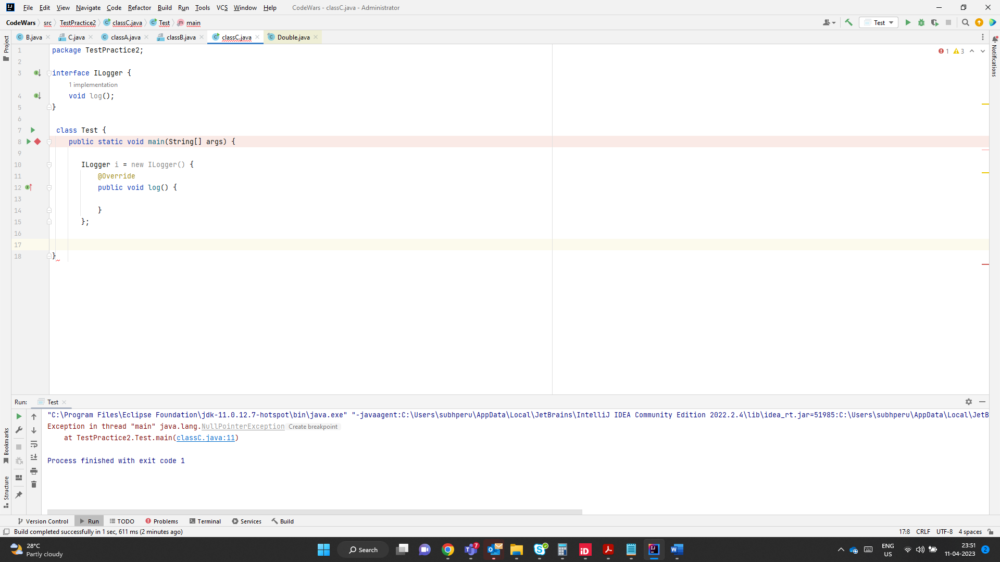 File Edit View Navigate Code Refactor Build Run Tools VCS Window Help CodeWars - classC.java - Administrator
CodeWars src TestPractice2 classC.java Test main Test
B.java C.java classA.java classB.java classC.java Double.java
Project
Notifications
1 3
1 package TestPractice2;
2
3 interface ILogger {
1 implementation
4 void log();
5 }
6
7 class Test {
8 public static void main(String[] args) {
9
10 ILogger i = new ILogger() {
11 @Override
12 public void log() {
13
14 }
15 };
16
17
18 }
Run: Test
"C:\Program Files\Eclipse Foundation\jdk-11.0.12.7-hotspot\bin\java.exe" "-javaagent:C:\Users\subhperu\AppData\Local\JetBrains\IntelliJ IDEA Community Edition 2022.2.4\lib\idea_rt.jar=51985:C:\Users\subhperu\AppData\Local\JetB
Exception in thread "main" java.lang.NullPointerException Create breakpoint
at TestPractice2.Test.main(classC.java:11)
Process finished with exit code 1
Bookmarks
Structure
Version Control Run TODO Problems Terminal Services Build
Build completed successfully in 1 sec, 611 ms (2 minutes ago) 17:8 CRLF UTF-8 4 spaces
28°C
Partly cloudy
Search
7
iD
ENG
US
23:51
11-04-2023
2